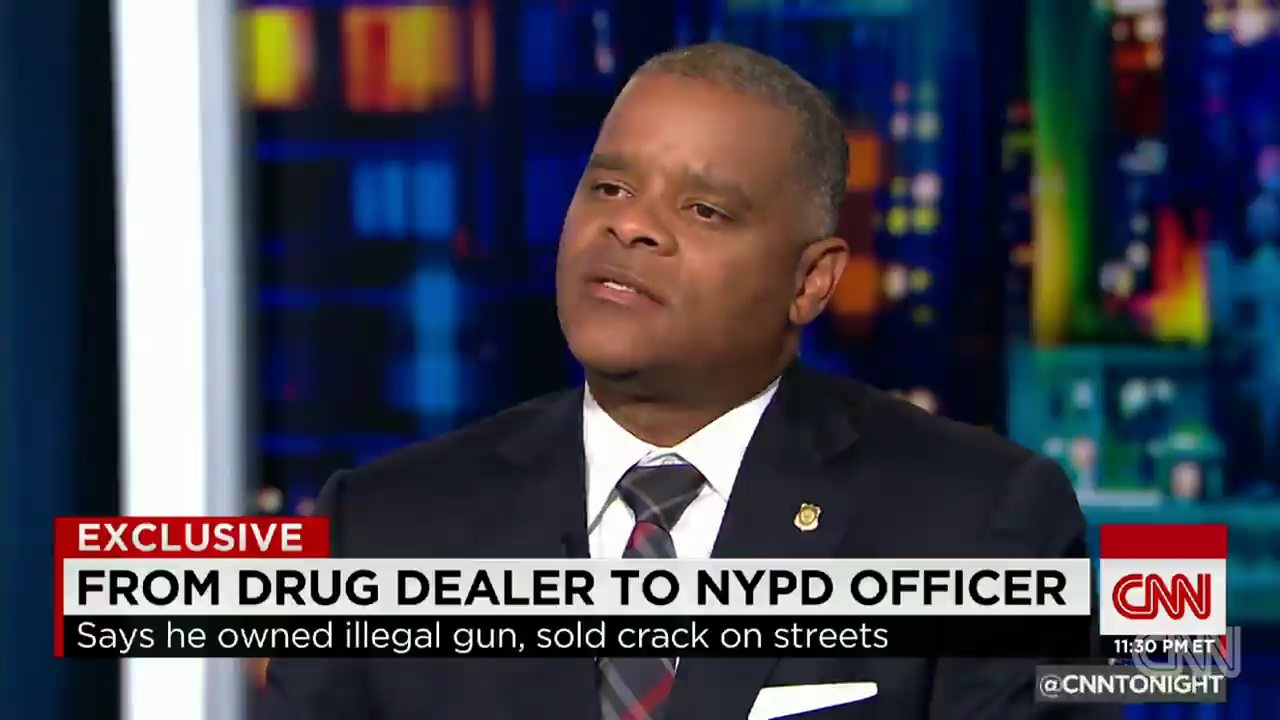 EXCLUSIVE
FROM DRUG DEALER TO NYPD OFFICER
Says he owned illegal gun, sold crack on streets
CNN
11:30 PM ET
CNN
@CNNTONIGHT